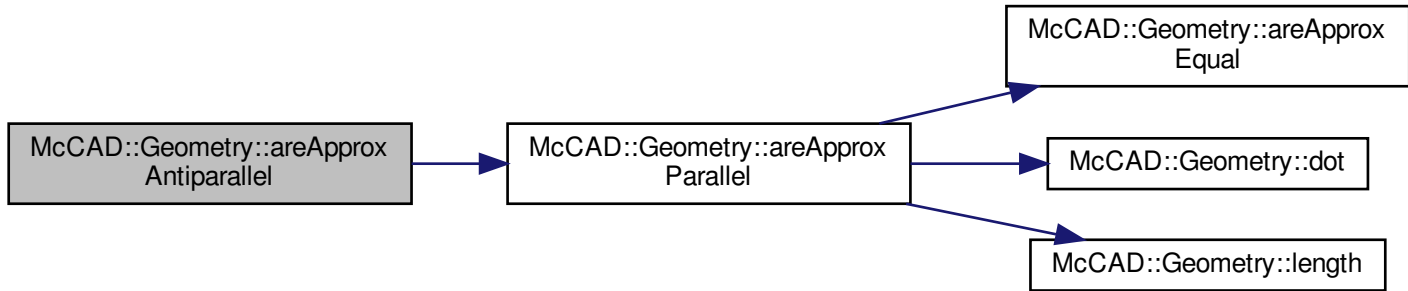 McCAD::Geometry::areApprox
Antiparallel
McCAD::Geometry::areApprox
Parallel
McCAD::Geometry::areApprox
Equal
McCAD::Geometry::dot
McCAD::Geometry::length